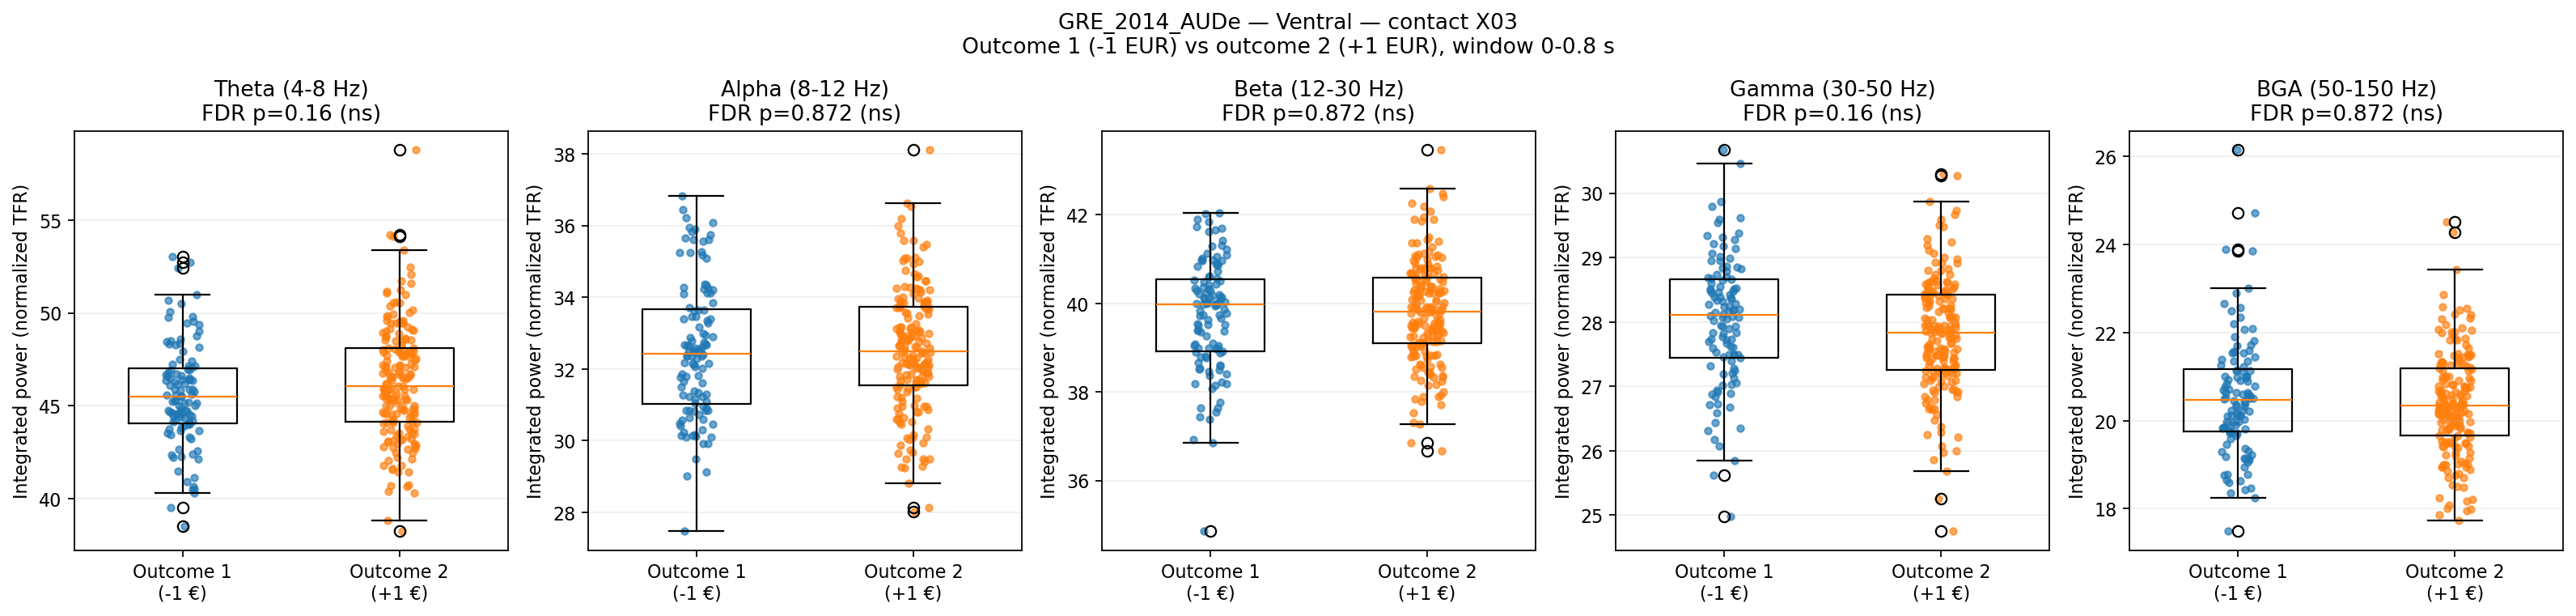 GRE_2014_AUDe — Ventral — contact X03
Outcome 1 (-1 EUR) vs outcome 2 (+1 EUR), window 0-0.8 s
Theta (4-8 Hz)
FDR p=0.16 (ns)
Integrated power (normalized TFR)
55
50
45
40
Outcome 1
(-1 €)
Outcome 2
(+1 €)
Alpha (8-12 Hz)
FDR p=0.872 (ns)
Integrated power (normalized TFR)
38
36
34
32
30
28
Outcome 1
(-1 €)
Outcome 2
(+1 €)
Beta (12-30 Hz)
FDR p=0.872 (ns)
Integrated power (normalized TFR)
42
40
38
36
Outcome 1
(-1 €)
Outcome 2
(+1 €)
Gamma (30-50 Hz)
FDR p=0.16 (ns)
Integrated power (normalized TFR)
30
29
28
27
26
25
Outcome 1
(-1 €)
Outcome 2
(+1 €)
BGA (50-150 Hz)
FDR p=0.872 (ns)
Integrated power (normalized TFR)
26
24
22
20
18
Outcome 1
(-1 €)
Outcome 2
(+1 €)